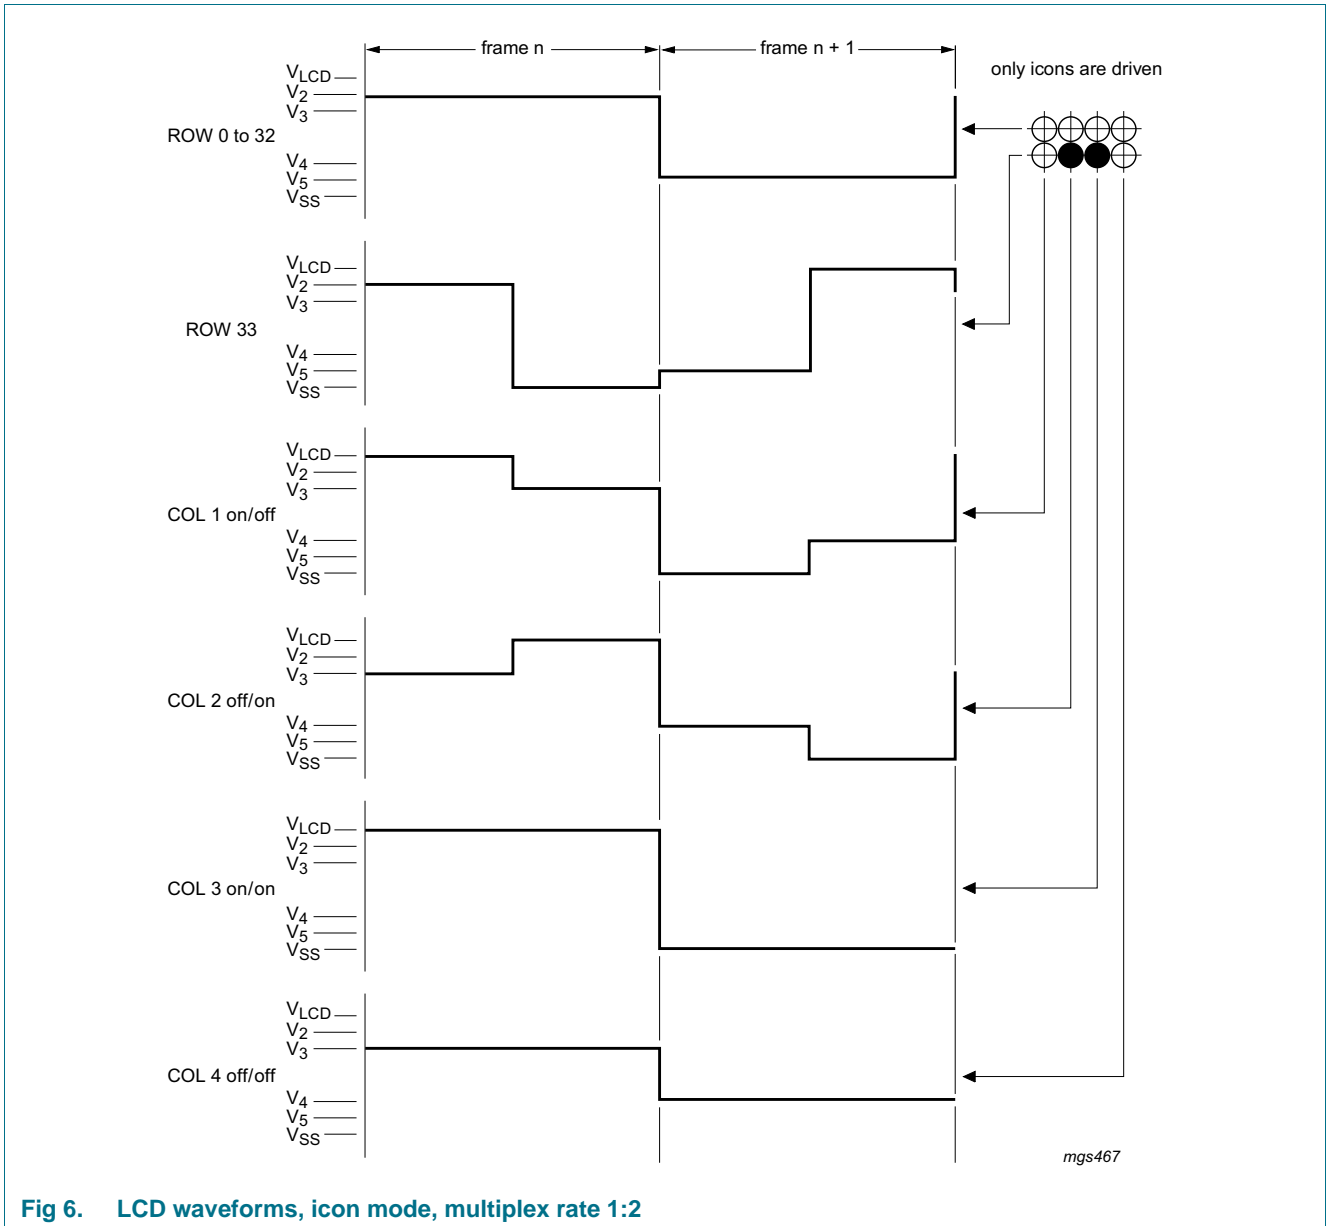 frame n
frame n + 1
only icons are driven
VLCD
V2
V3
ROW 0 to 32
V4
V5
VSS
VLCD
V2
V3
ROW 33
V4
V5
VSS
VLCD
V2
V3
COL 1 on/off
V4
V5
VSS
VLCD
V2
V3
COL 2 off/on
V4
V5
VSS
VLCD
V2
V3
COL 3 on/on
V4
V5
VSS
VLCD
V2
V3
COL 4 off/off
V4
V5
VSS
mgs467
Fig 6. LCD waveforms, icon mode, multiplex rate 1:2